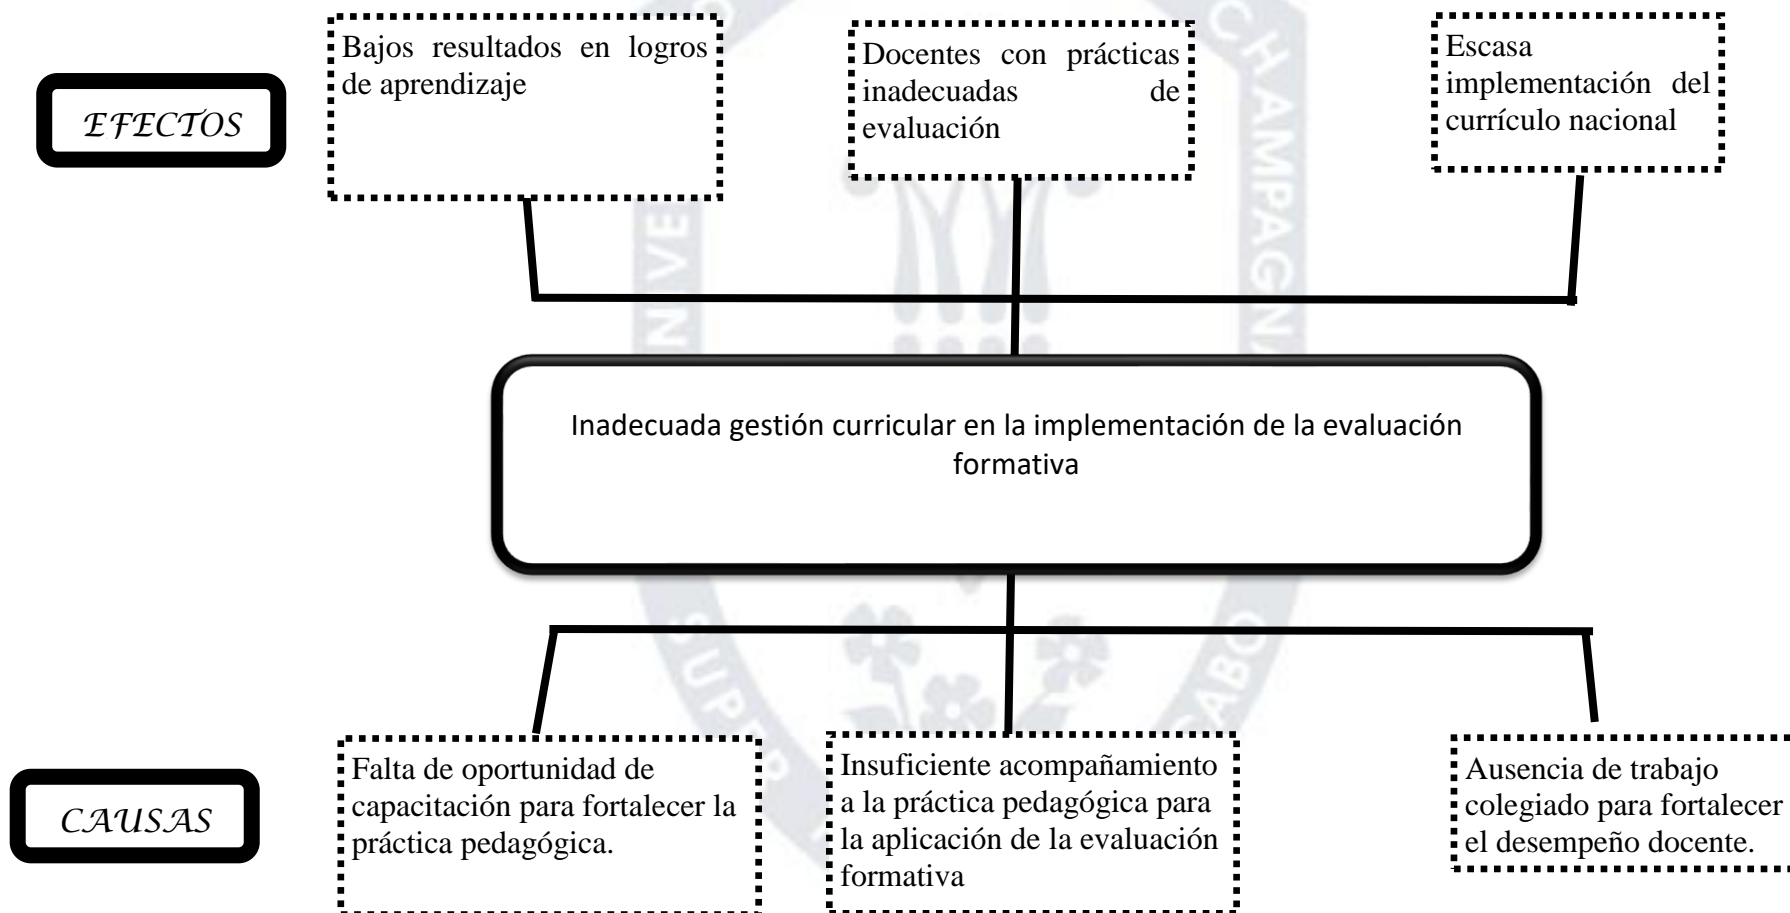 Bajos resultados en logros
de aprendizaje
Docentes con prácticas
inadecuadas de
evaluación
Escasa
implementación del
currículo nacional
EFECTOS
Inadecuada gestión curricular en la implementación de la evaluación
formativa
CAUSAS
Falta de oportunidad de
capacitación para fortalecer la
práctica pedagógica.
Insuficiente acompañamiento
a la práctica pedagógica para
la aplicación de la evaluación
formativa
Ausencia de trabajo
colegiado para fortalecer
el desempeño docente.
CHAMPAGNA